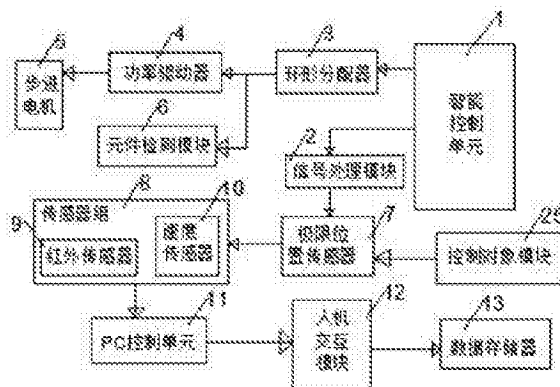 1
3
4
5
步进
电机
功率驱动器
环形分配器
智能
控制
单元
6
元件检测模块
2
信号处理模块
8
传感器组
10
9
红外传感器
速度
传感器
7
极限位
置传感器
25
控制对象模块
11
PC控制单元
12
人机
交互
模块
13
数据存储器